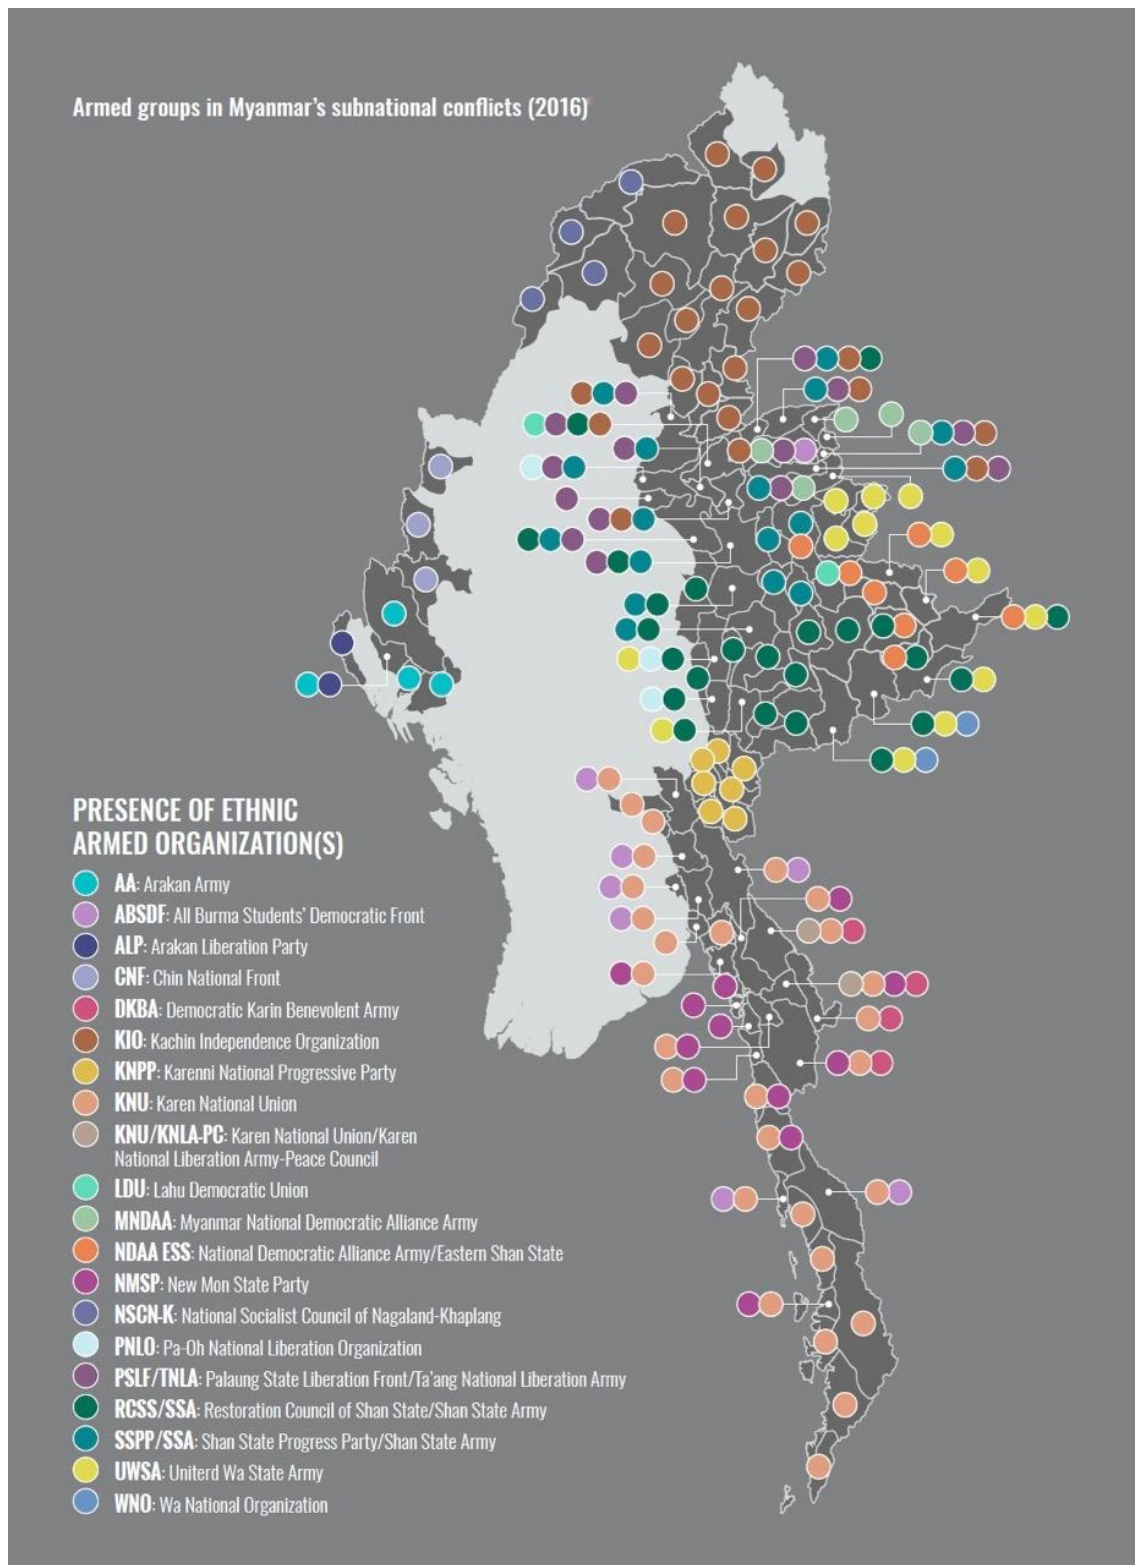 Armed groups in Myanmar's subnational conflicts (2016)
PRESENCE OF ETHNIC
ARMED ORGANIZATION(S)
AA: Arakan Army
ABSDF: All Burma Students' Democratic Front
ALP: Arakan Liberation Party
CNF: Chin National Front
DKBA: Democratic Karin Benevolent Army
KIO: Kachin Independence Organization
KNPP: Karenni National Progressive Party
KNU: Karen National Union
KNU/KNLA-PC: Karen National Union/Karen
National Liberation Army-Peace Council
LDU: Lahu Democratic Union
MNDAA: Myanmar National Democratic Alliance Army
NDAA ESS: National Democratic Alliance Army/Eastern Shan State
NMSP: New Mon State Party
NSCN-K: National Socialist Council of Nagaland-Khaplang
PNLO: Pa-Oh National Liberation Organization
PSLF/TNLA: Palaung State Liberation Front/Ta'ang National Liberation Army
RCSS/SSA: Restoration Council of Shan State/Shan State Army
SSPP/SSA: Shan State Progress Party/Shan State Army
UWSA: Uniterd Wa State Army
WNO: Wa National Organization